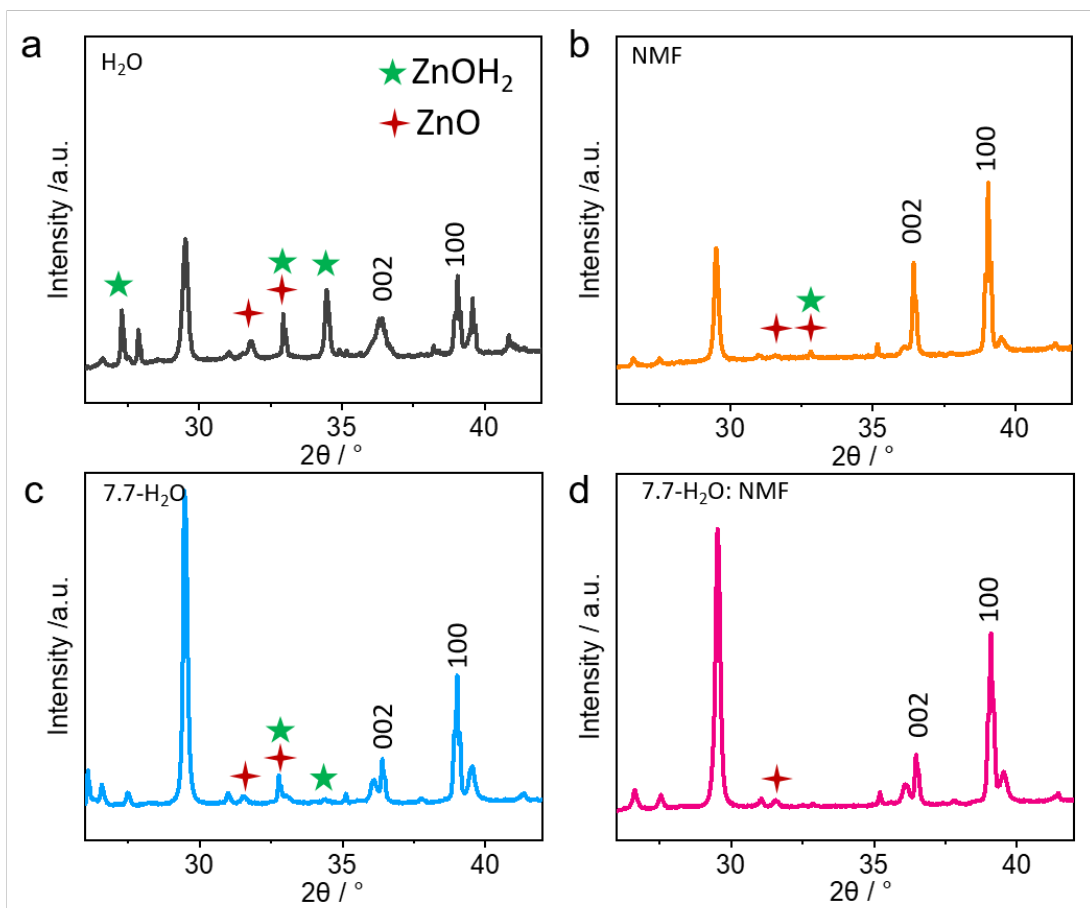 a
H₂O
ZnOH₂
ZnO
002
100
Intensity /a.u.
30 35 40
2θ / °
b
NMF
002
100
Intensity /a.u.
30 35 40
2θ / °
c
7.7-H₂O
002
100
Intensity /a.u.
30 35 40
2θ / °
d
7.7-H₂O: NMF
002
100
Intensity / a.u.
30 35 40
2θ / °